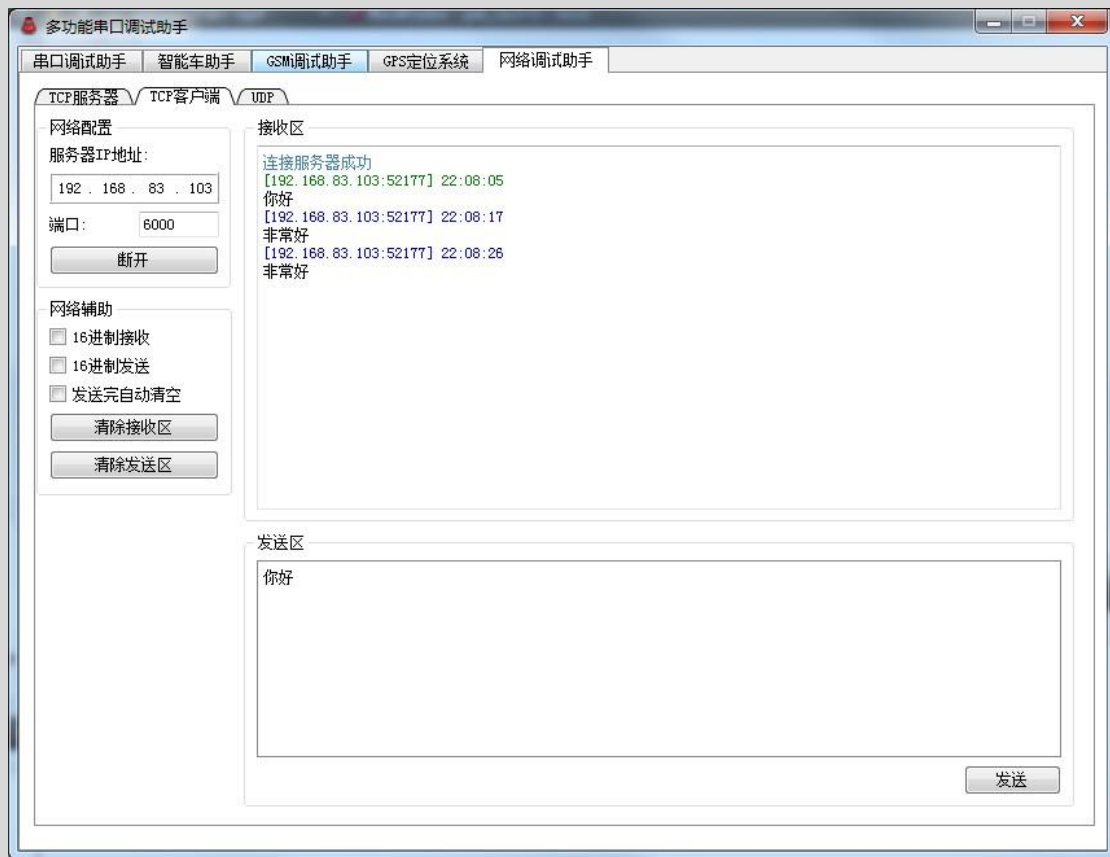 多功能串口调试助手
串口调试助手 智能车助手 GSM调试助手 GPS定位系统 网络调试助手
TCP服务器 TCP客户端 UDP
网络配置
服务器IP地址:
192 . 168 . 83 . 103
端口: 6000
断开
网络辅助
16进制接收
16进制发送
发送完自动清空
清除接收区
清除发送区
接收区
连接服务器成功
[192.168.83.103:52177] 22:08:05
你好
[192.168.83.103:52177] 22:08:17
非常好
[192.168.83.103:52177] 22:08:26
非常好
发送区
你好
发送